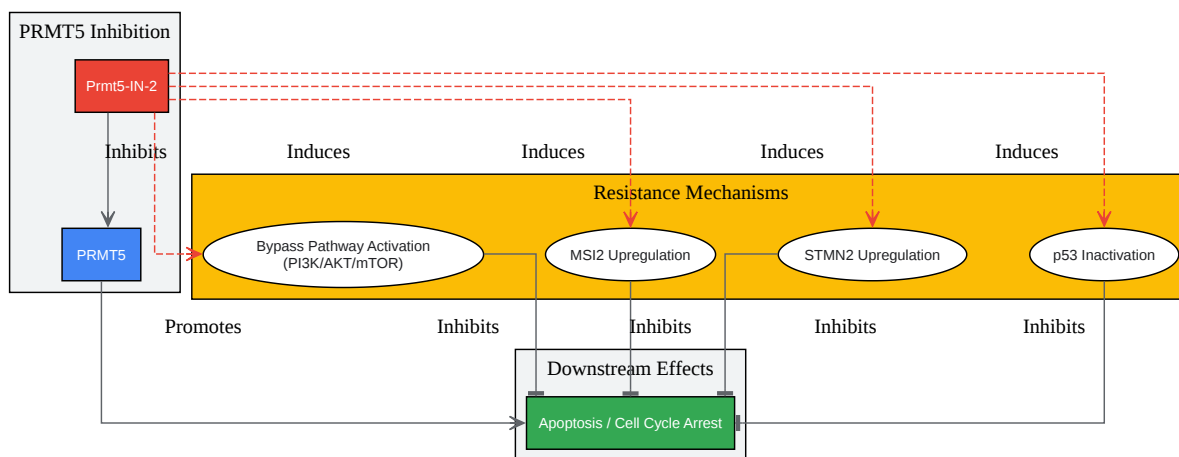 PRMT5 Inhibition
Prmt5-IN-2
Inhibits
Induces
Induces
Induces
Induces
Resistance Mechanisms
PRMT5
Bypass Pathway Activation
(PI3K/AKT/mTOR)
MSI2 Upregulation
STMN2 Upregulation
p53 Inactivation
Promotes
Inhibits
Inhibits
Inhibits
Inhibits
Downstream Effects
Apoptosis / Cell Cycle Arrest